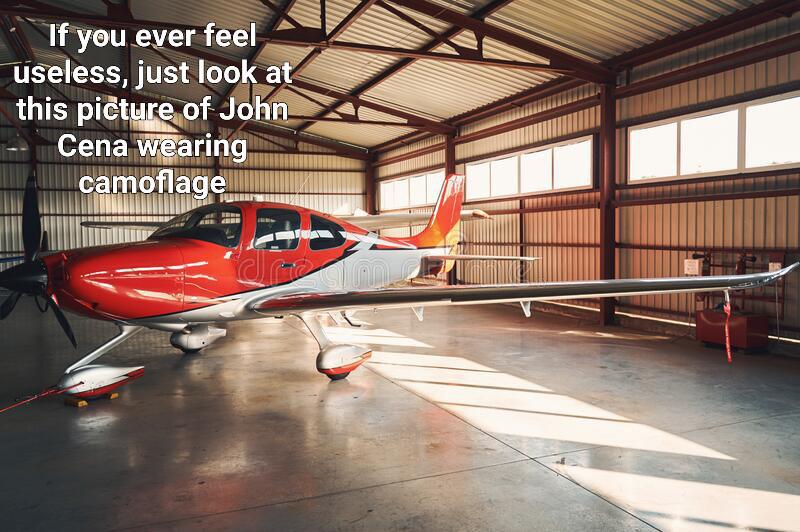 If you ever feel
useless, just look at
this picture of John
Cena wearing
camoflage